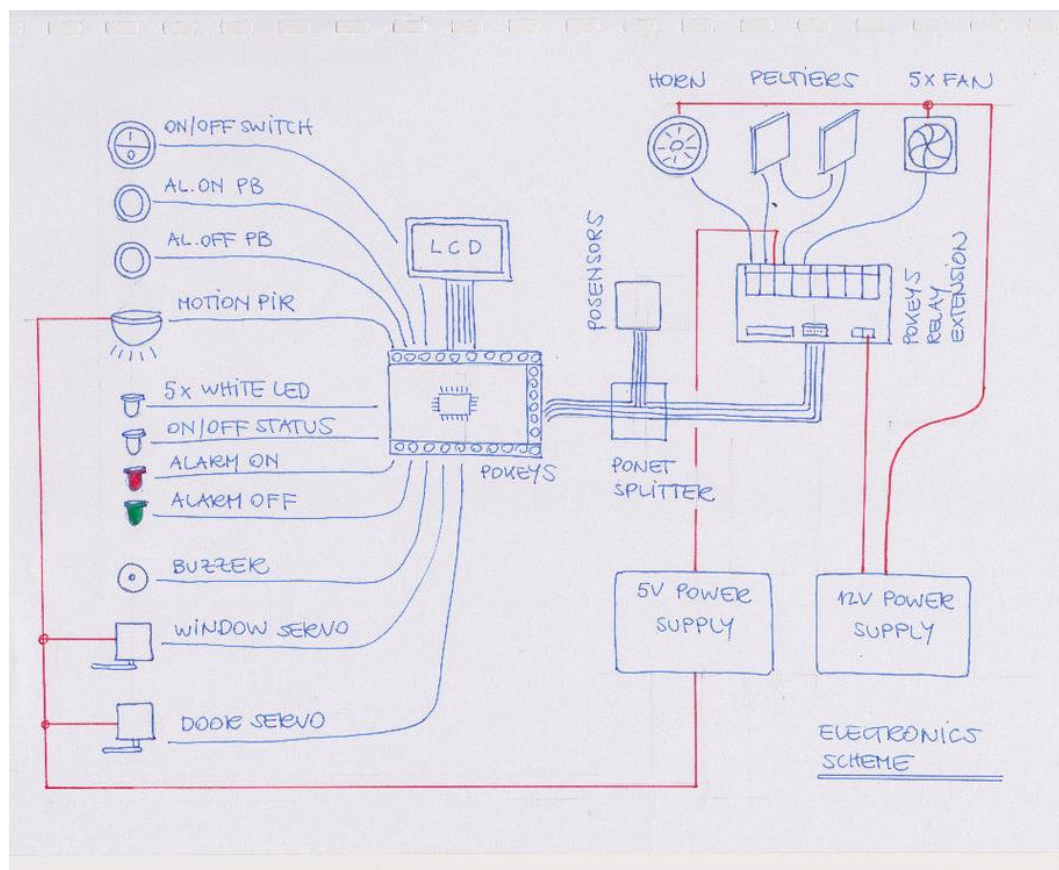 HORN
PELTIERS
5X FAN
ON/OFF SWITCH
AL.ON PB
AL.OFF PB
MOTION PIR
5x WHITE LED
ON/OFF STATUS
ALARM ON
ALARM OFF
BUZZER
WINDOW SERVO
DOOR SERVO
LCD
POKEYS
POSENSORS
PONET
SPLITTER
POKEYS
RELAY
EXTENSION
5V POWER
SUPPLY
12V POWER
SUPPLY
ELECTRONICS
SCHEME